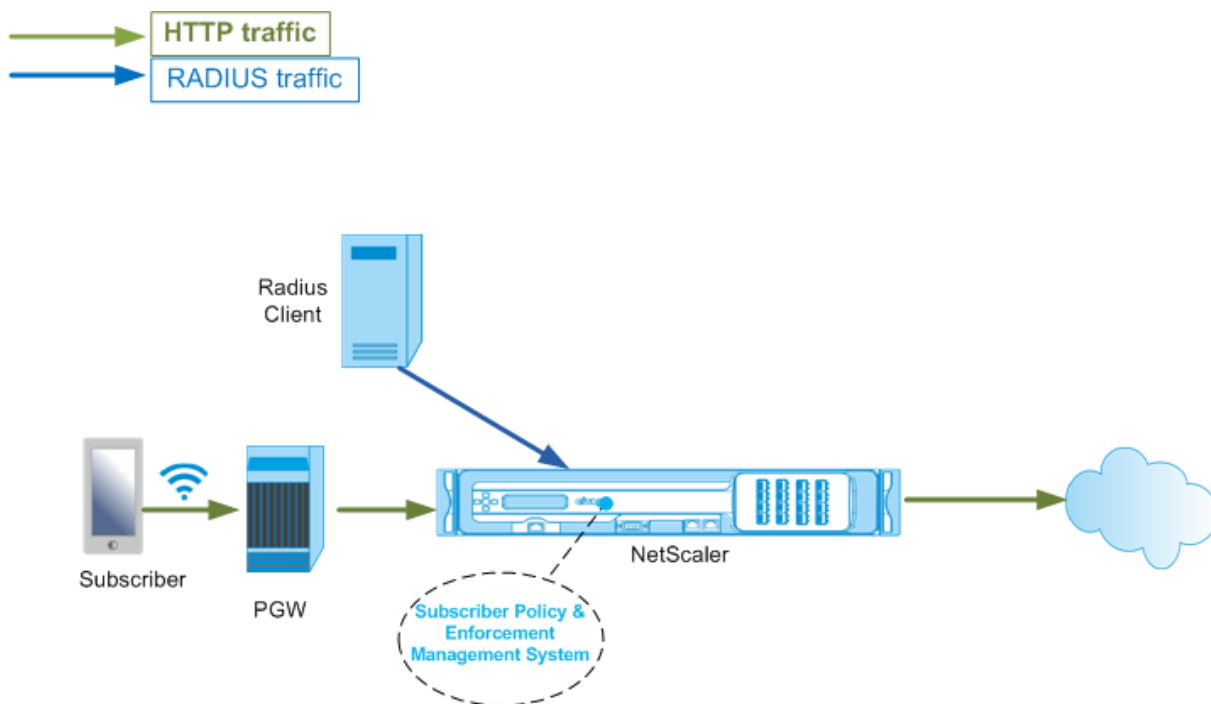 HTTP traffic
RADIUS traffic
Radius
Client
Subscriber
PGW
NetScaler
Subscriber Policy &
Enforcement
Management System